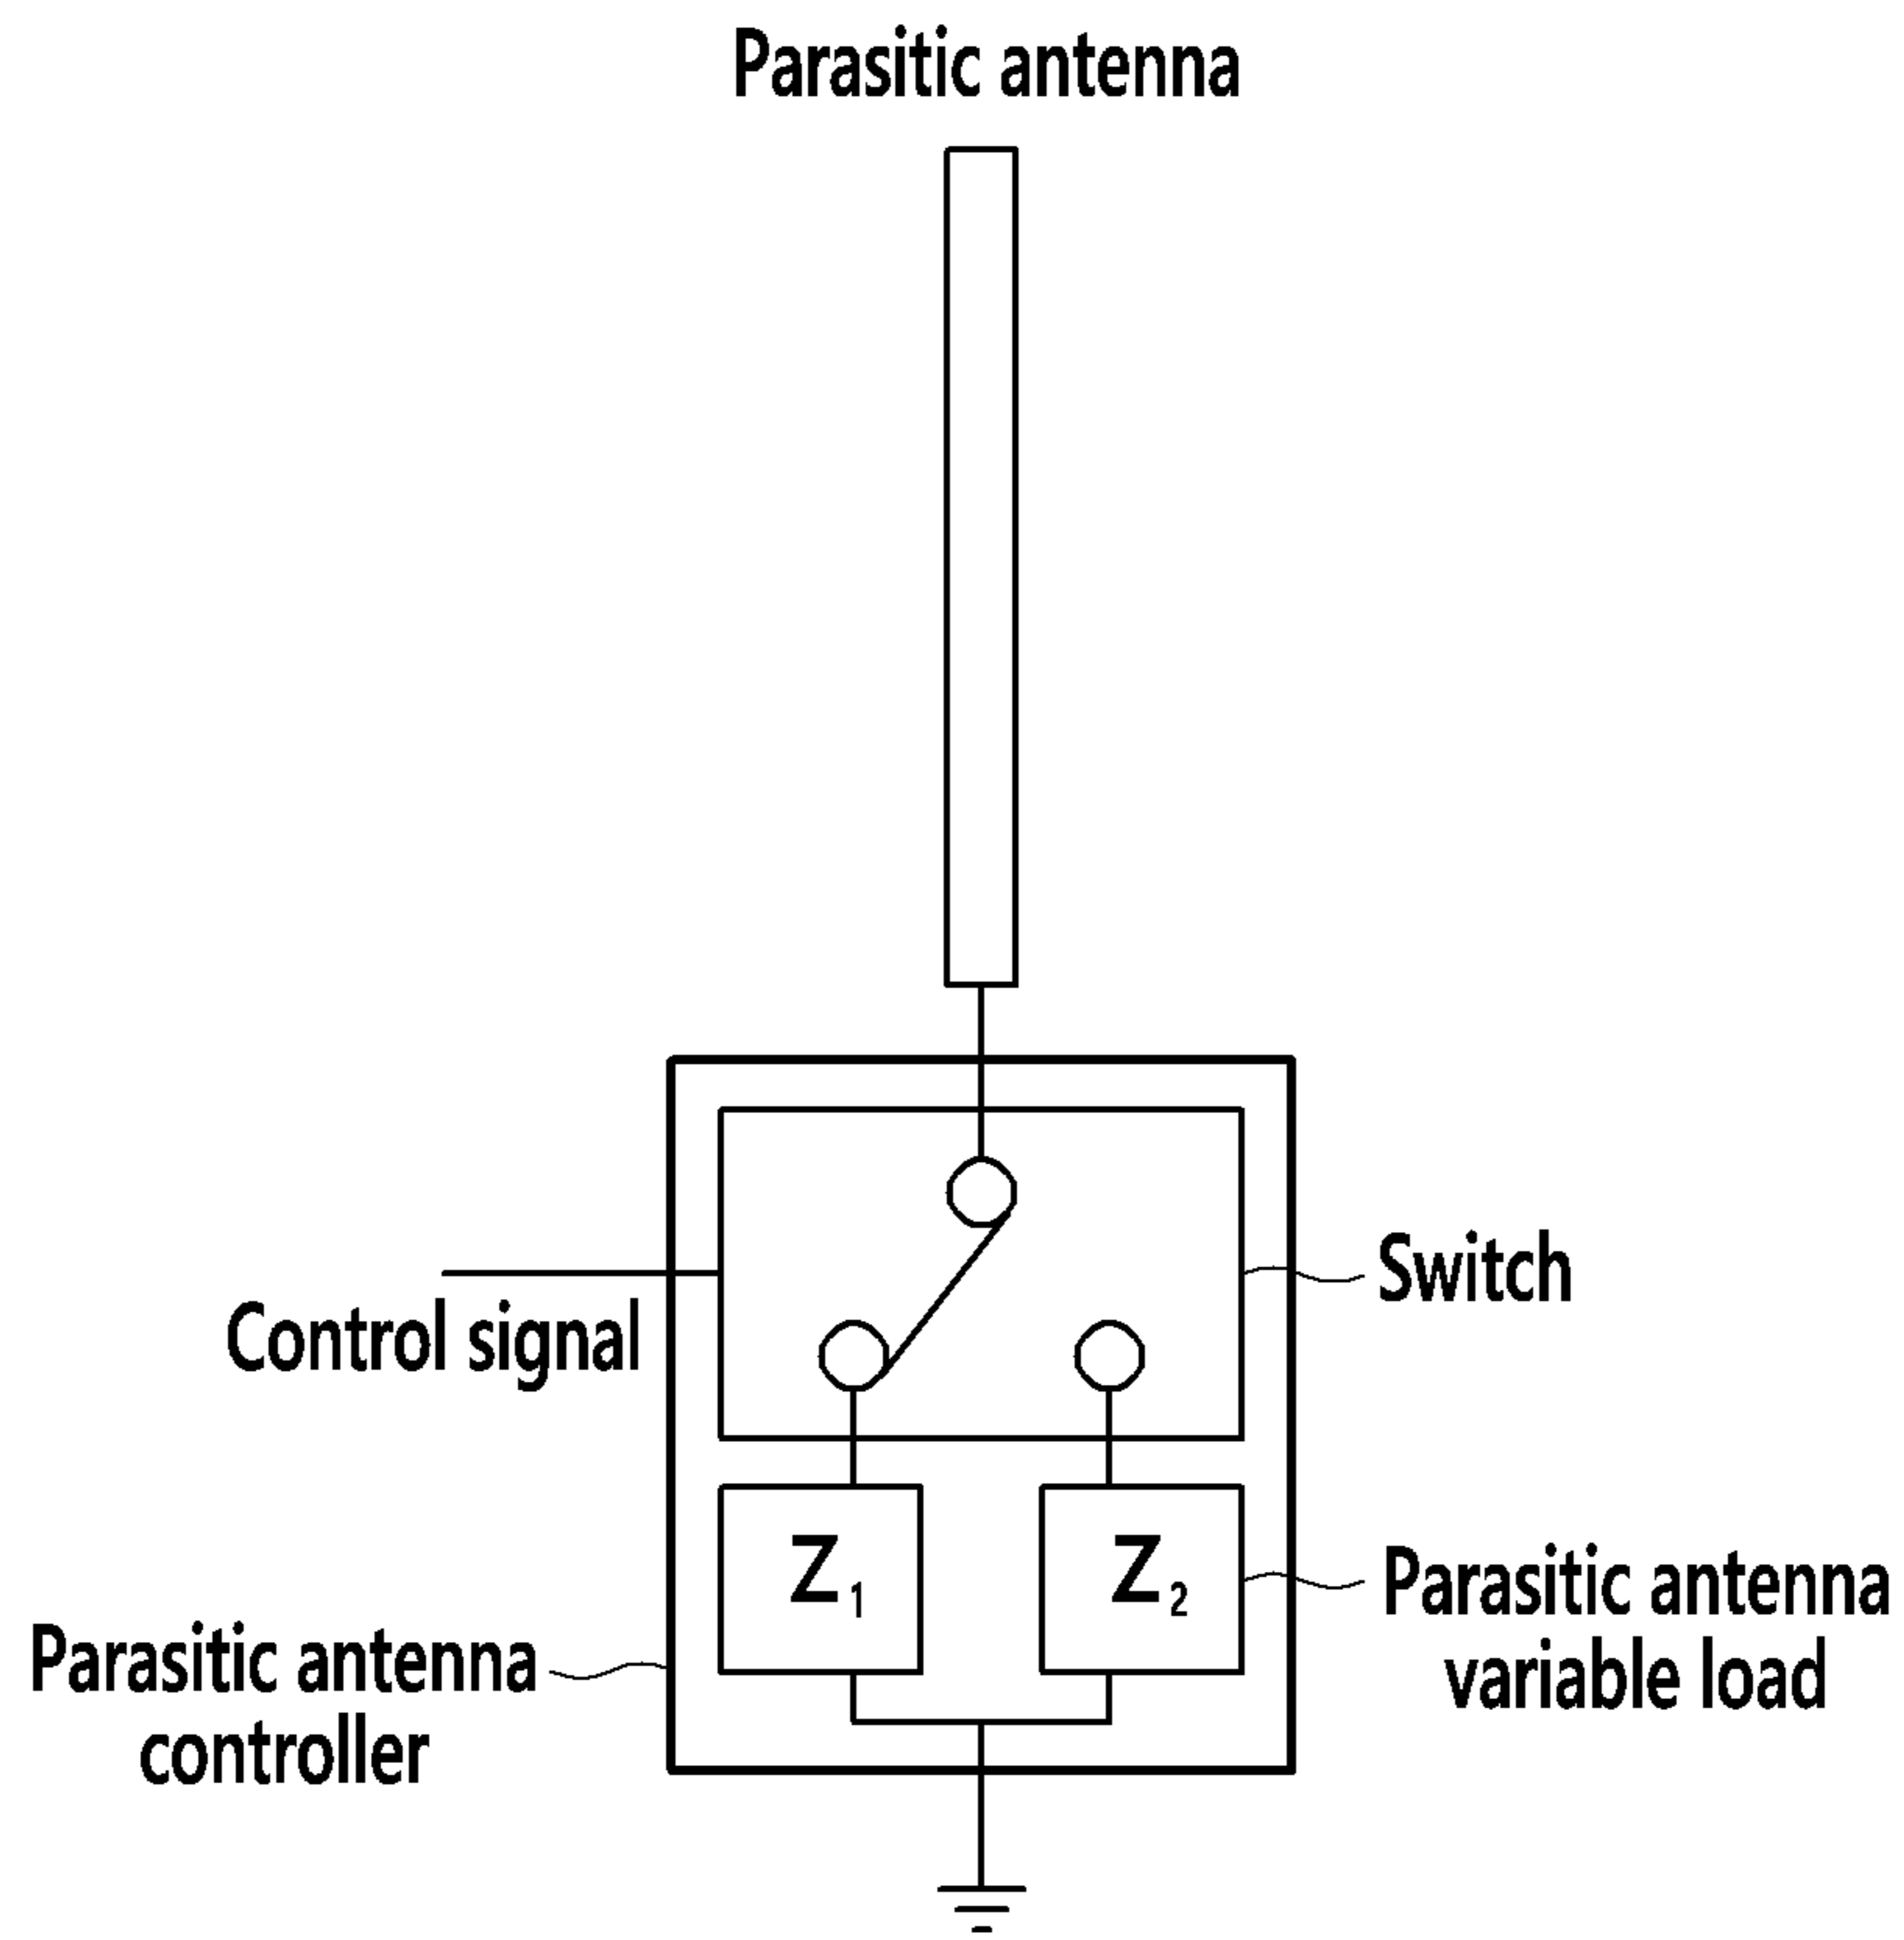 Parasitic antenna
Switch
Control signal
Z1
Z2
Parasitic antenna
variable load
Parasitic antenna
controller